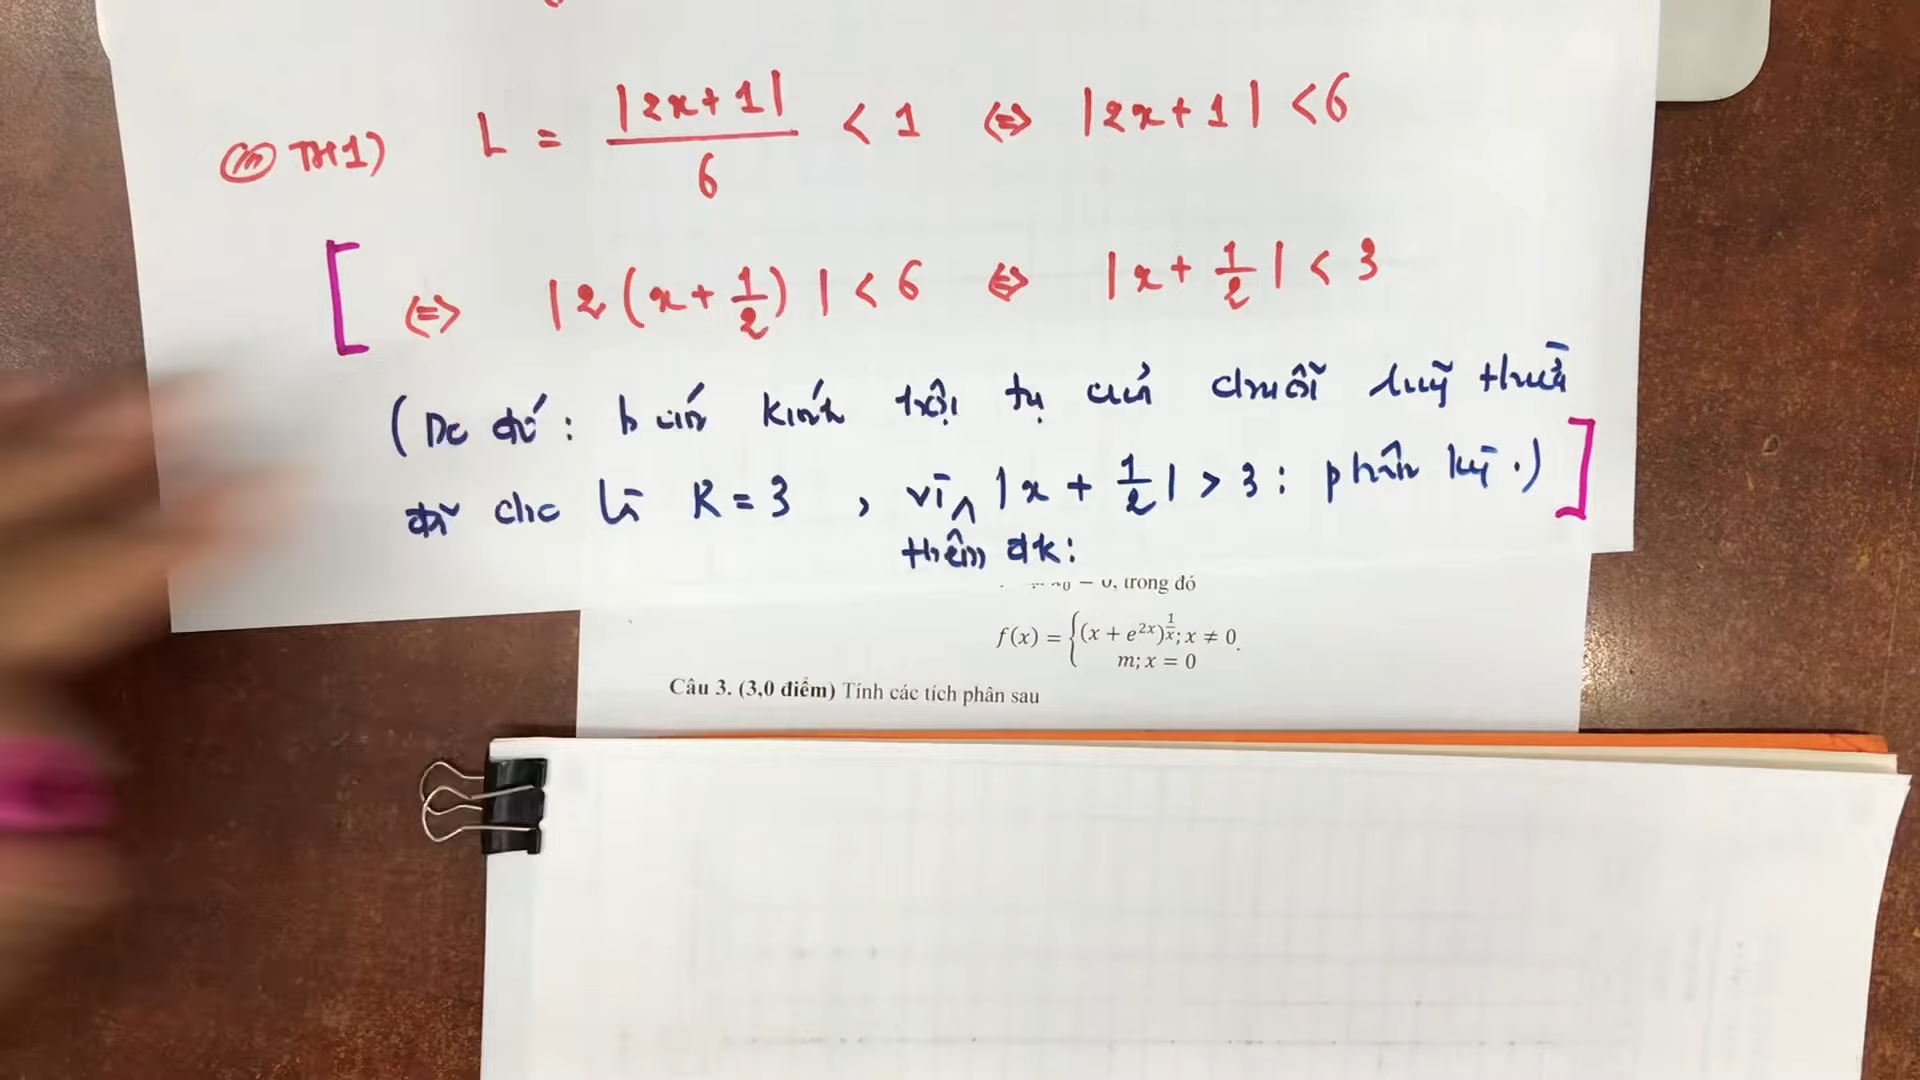 (m) TH1) L = |2x+1| / 6 < 1 ⇔ |2x+1| < 6
⇔ |2(x+1/2)| < 6 ⇔ |x+1/2| < 3
(Do đó: bán kính hội tụ của chuỗi luỹ thừa
đã cho là R = 3, vì |x+1/2| > 3: phân kỳ.)
thêm đk:
= 0, trong đó
f(x) = { (x + e^{2x})^{1/x}; x ≠ 0.
m; x = 0
Câu 3. (3,0 điểm) Tính các tích phân sau